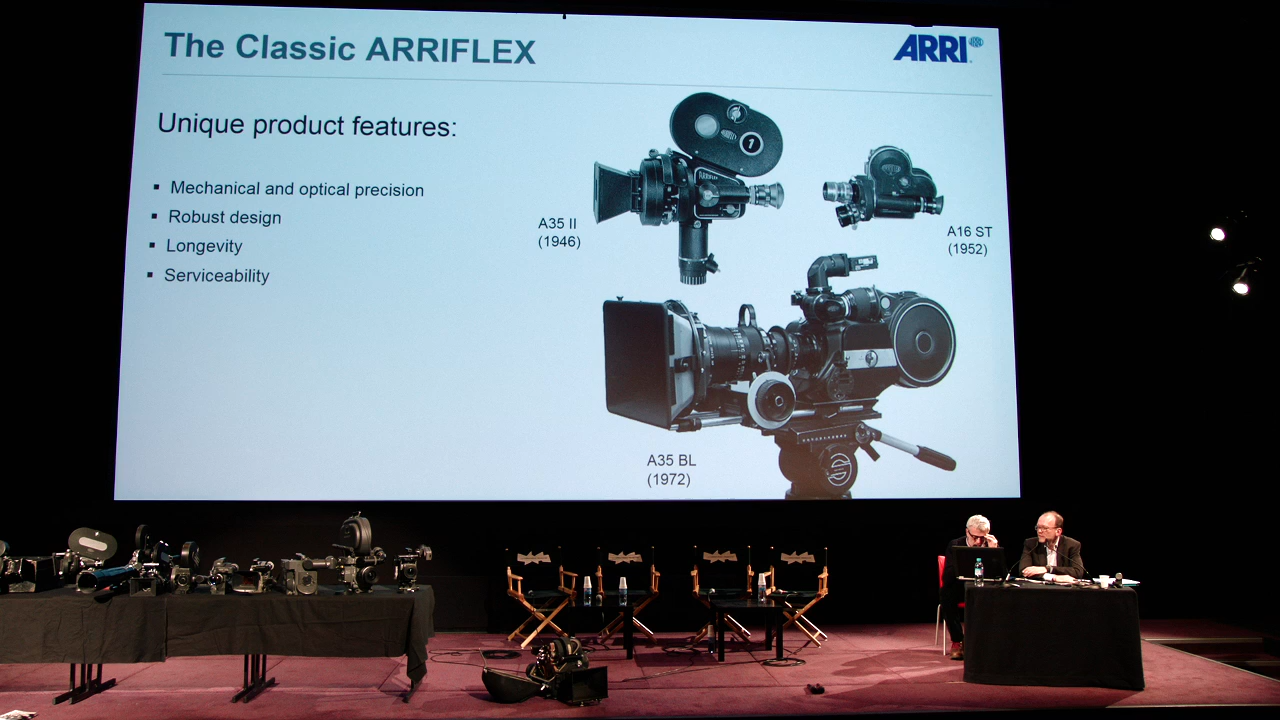 The Classic ARRIFLEX
ARRI
Unique product features:
▪ Mechanical and optical precision
▪ Robust design
▪ Longevity
▪ Serviceability
A35 II
(1946)
1
A16 ST
(1952)
A35 BL
(1972)